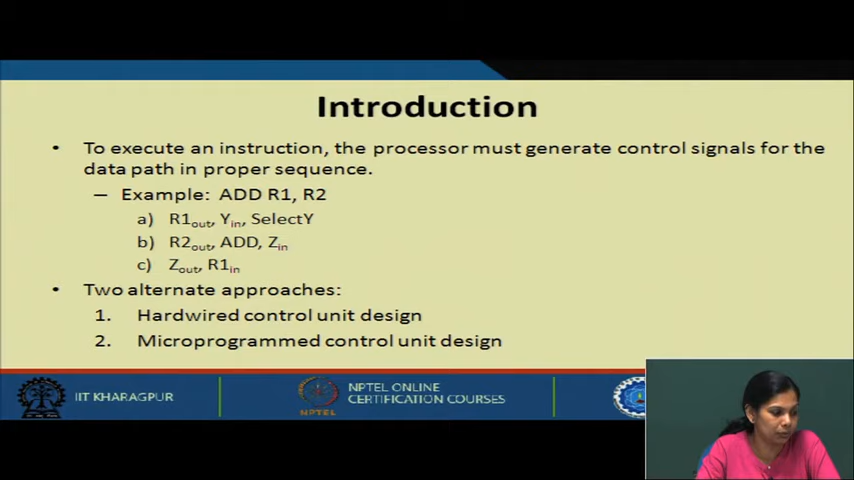 Introduction
• To execute an instruction, the processor must generate control signals for the
data path in proper sequence.
– Example: ADD R1, R2
a) R1out, Yin, SelectY
b) R2out, ADD, Zin
c) Zout, R1in
• Two alternate approaches:
1. Hardwired control unit design
2. Microprogrammed control unit design
IIT KHARAGPUR
NPTEL
NPTEL ONLINE
CERTIFICATION COURSES